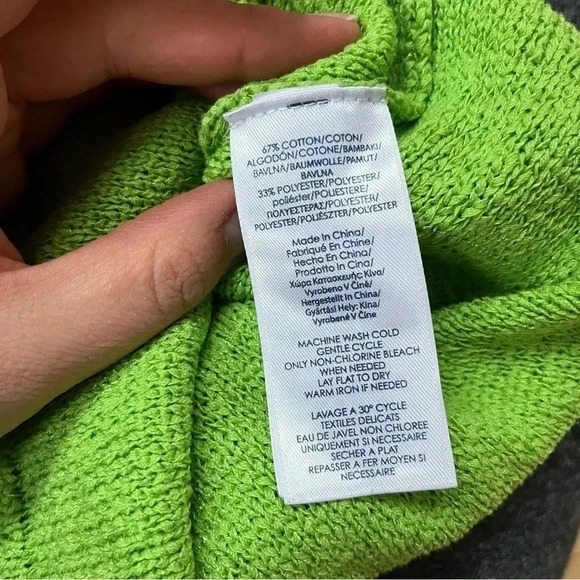 67% COTTON/COTON/
ALGODÓN/COTONE/BAMBAKI/
BAVLNA/BAUMWOLLE/PAMUT/
BAVLNA
33% POLYESTER/POLYESTER/
poliéster/POLIESTERE/
ΠΟΛΥΕΣΤΕΡΑΣ/POLYESTER/
POLYESTER/POLIÉSZTER/POLYESTER
Made In China/
Fabriqué En Chine/
Hecho En China/
Prodotto In Cina/
Χώρα Κατασκευής Κίνα/
Vyrobeno V Číně/
Hergestellt In China/
Gyártási Hely: Kína/
Vyrobené V Číne
MACHINE WASH COLD
GENTLE CYCLE
ONLY NON-CHLORINE BLEACH
WHEN NEEDED
LAY FLAT TO DRY
WARM IRON IF NEEDED
LAVAGE A 30° CYCLE
TEXTILES DELICATS
EAU DE JAVEL NON CHLOREE
UNIQUEMENT SI NECESSAIRE
SECHER A PLAT
REPASSER A FER MOYEN SI
NECESSAIRE